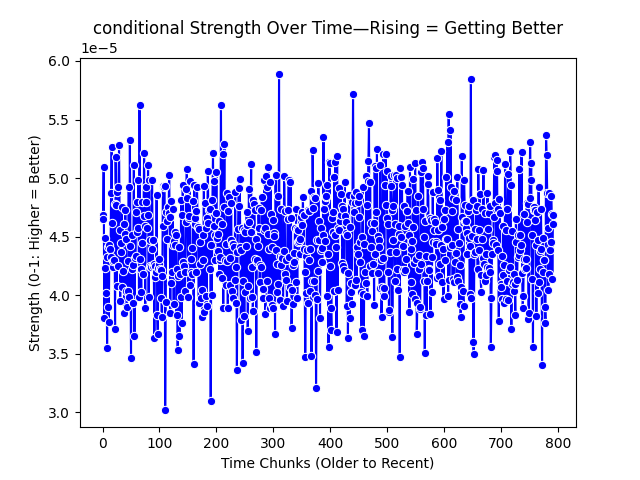 conditional Strength Over Time—Rising = Getting Better
1e−5
6.0
5.5
5.0
4.5
4.0
3.5
3.0
Strength (0-1: Higher = Better)
0 100 200 300 400 500 600 700 800
Time Chunks (Older to Recent)